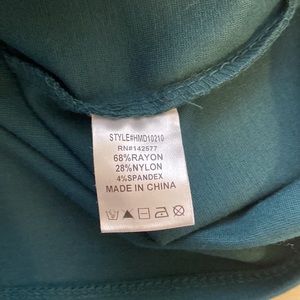 STYLE#HMD10210
RN#142577
68%RAYON
28%NYLON
4%SPANDEX
MADE IN CHINA